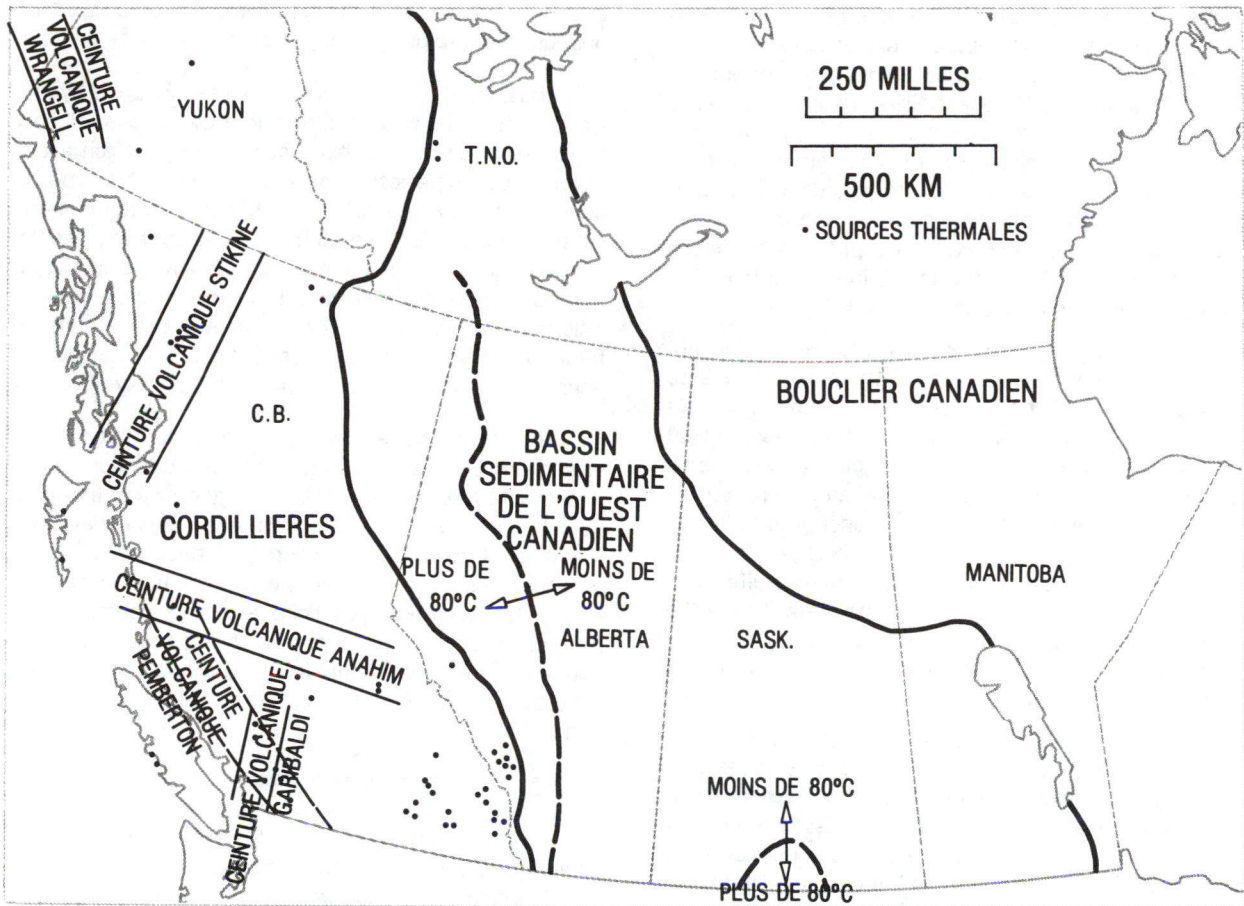 CEINTURE
VOLCANIQUE
WRANGELL
YUKON
T.N.O.
250 MILLES
500 KM
• SOURCES THERMALES
CEINTURE VOLCANIQUE STIKINE
C.B.
BOUCLIER CANADIEN
BASSIN
SEDIMENTAIRE
DE L'OUEST
CANADIEN
CORDILLIERES
PLUS DE
80°C
MOINS DE
80°C
MANITOBA
ALBERTA
SASK.
CEINTURE VOLCANIQUE ANAHIM
CEINTURE
VOLCANIQUE
PEMBERTON
CEINTURE VOLCANIQUE
GARIBALDI
MOINS DE 80°C
PLUS DE 80°C